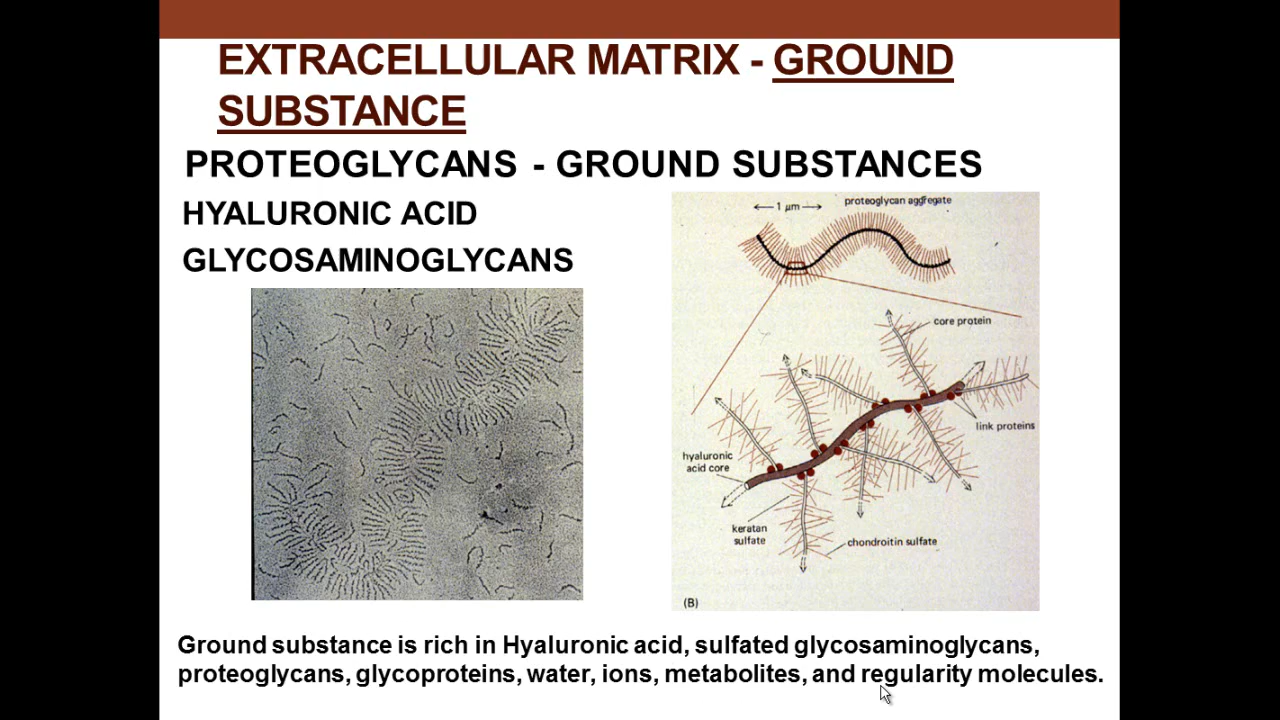 EXTRACELLULAR MATRIX - GROUND
SUBSTANCE
PROTEOGLYCANS - GROUND SUBSTANCES
HYALURONIC ACID
GLYCOSAMINOGLYCANS
1 μm
proteoglycan aggregate
core protein
link proteins
hyaluronic
acid core
keratan
sulfate
chondroitin sulfate
(B)
Ground substance is rich in Hyaluronic acid, sulfated glycosaminoglycans,
proteoglycans, glycoproteins, water, ions, metabolites, and regularity molecules.